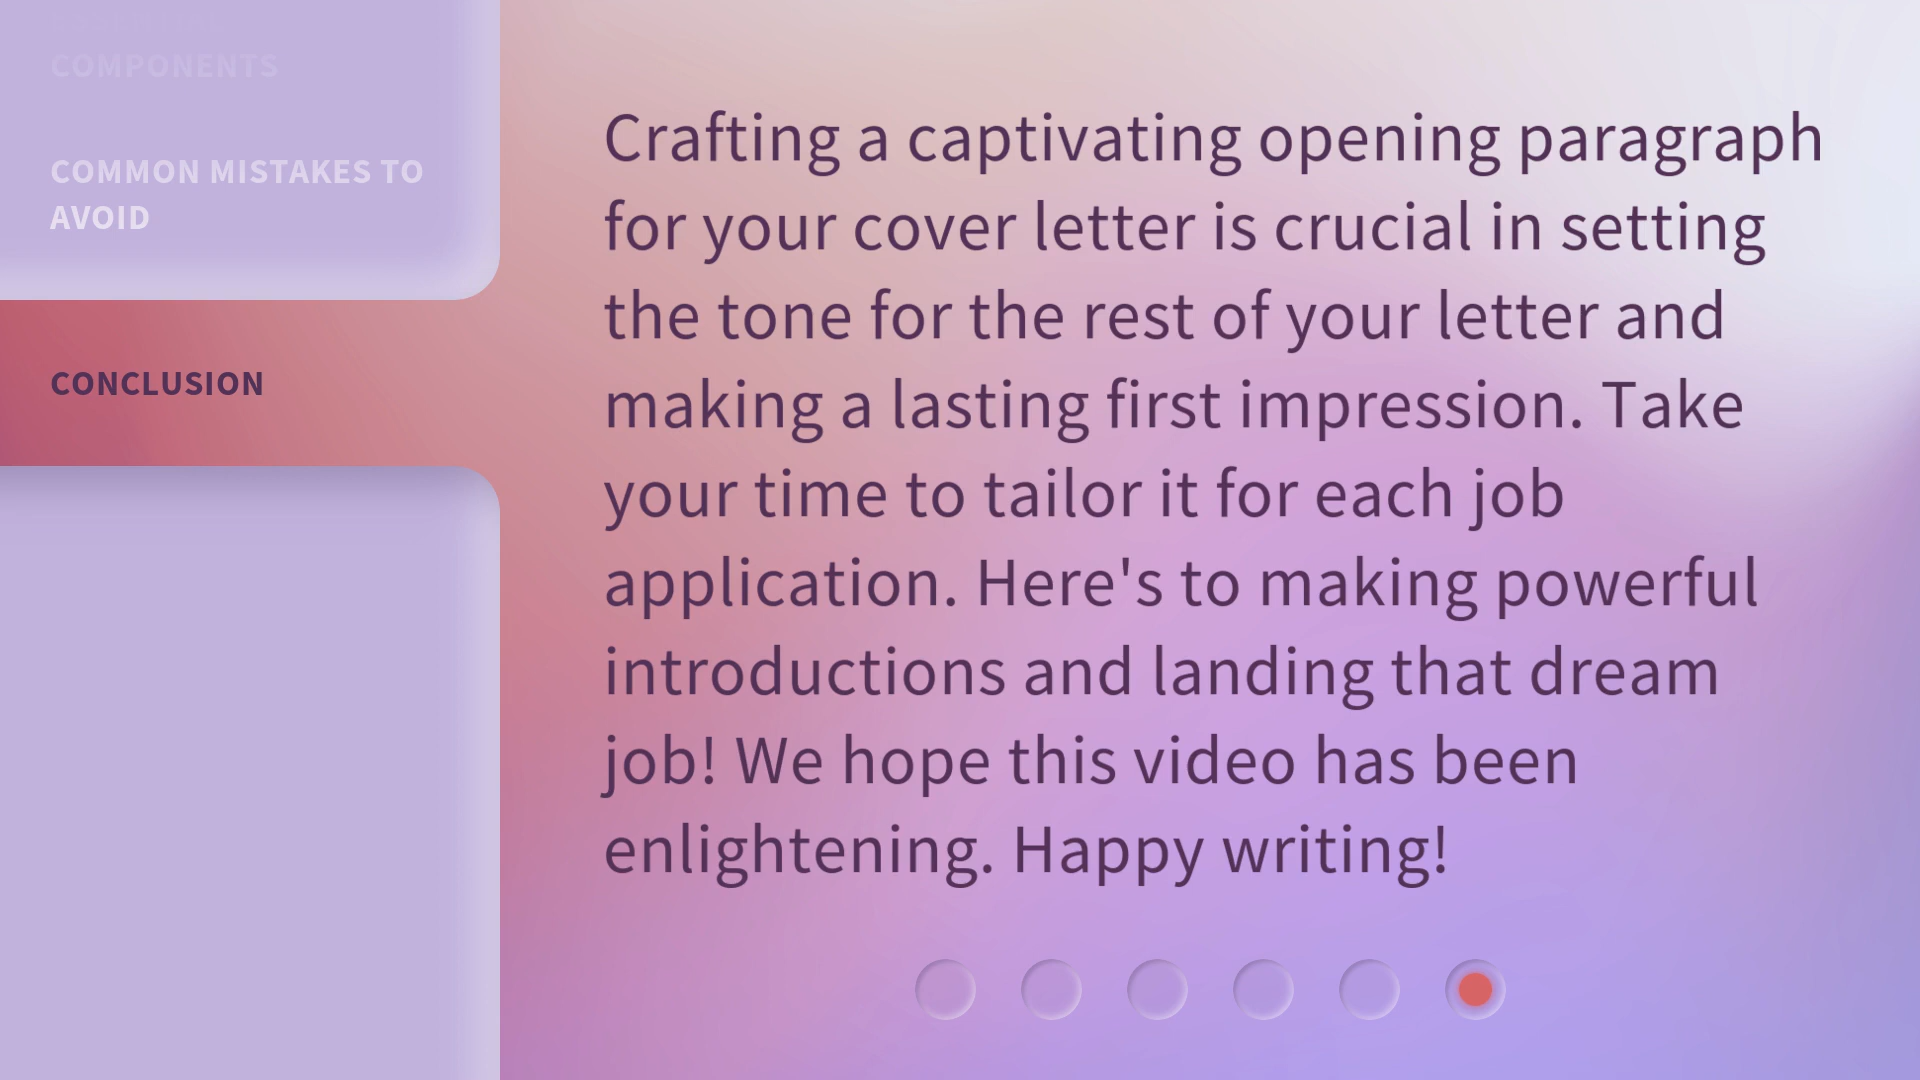 COMPONENTS
COMMON MISTAKES TO
AVOID
CONCLUSION
Crafting a captivating opening paragraph
for your cover letter is crucial in setting
the tone for the rest of your letter and
making a lasting first impression. Take
your time to tailor it for each job
application. Here's to making powerful
introductions and landing that dream
job! We hope this video has been
enlightening. Happy writing!